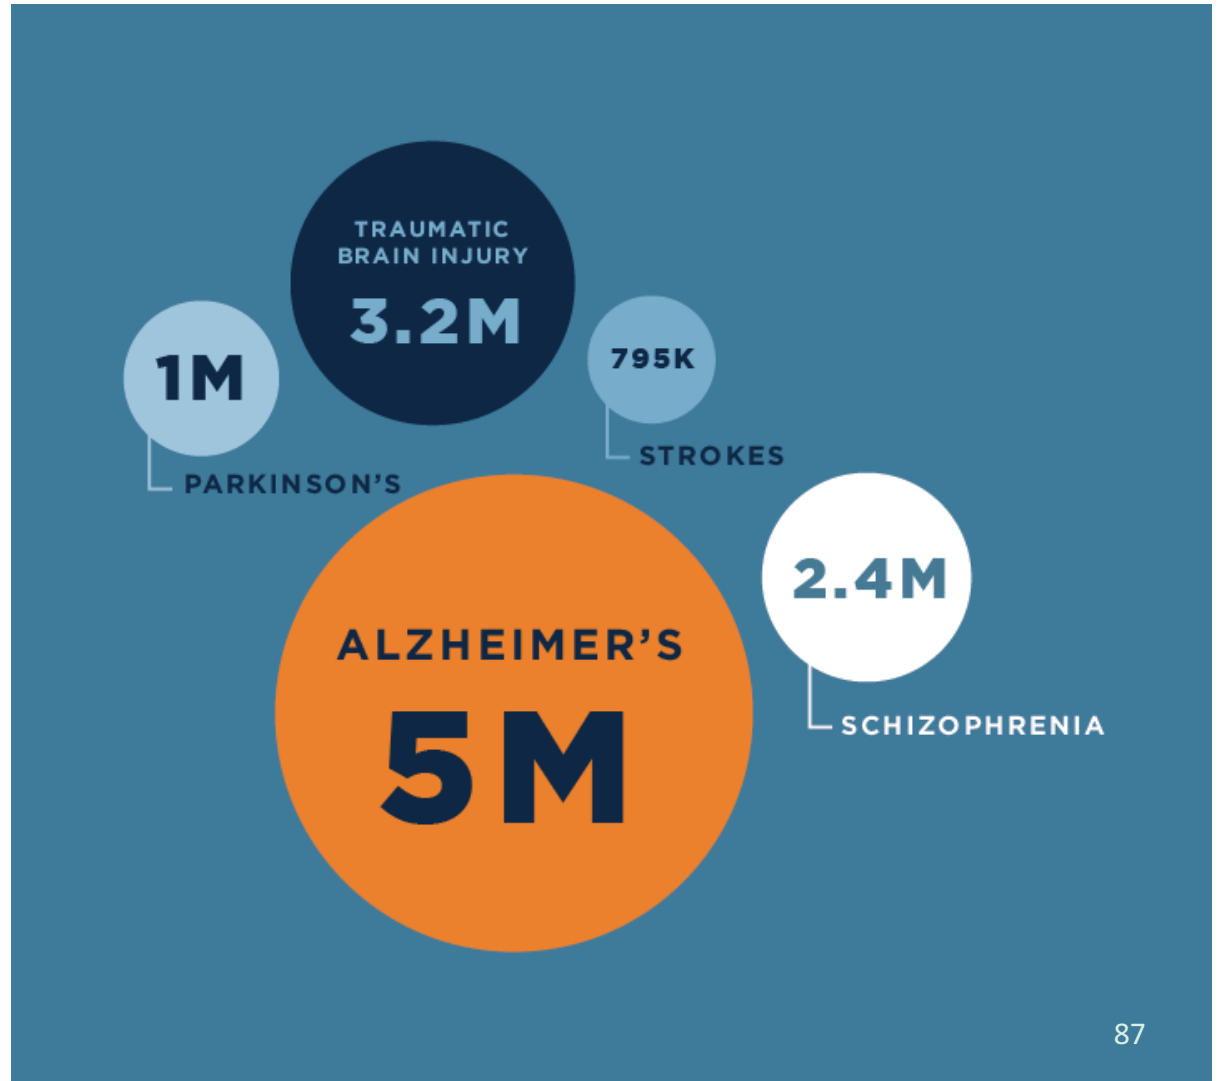 TRAUMATIC
BRAIN INJURY
3.2M
1M
PARKINSON’S
795K
STROKES
ALZHEIMER’S
5M
2.4M
SCHIZOPHRENIA
87